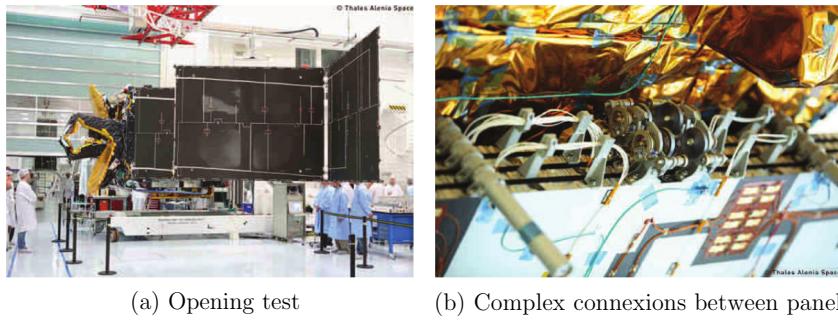 © Thales Alenia Space
© Thales Alenia Space
(a) Opening test
(b) Complex connexions between panel